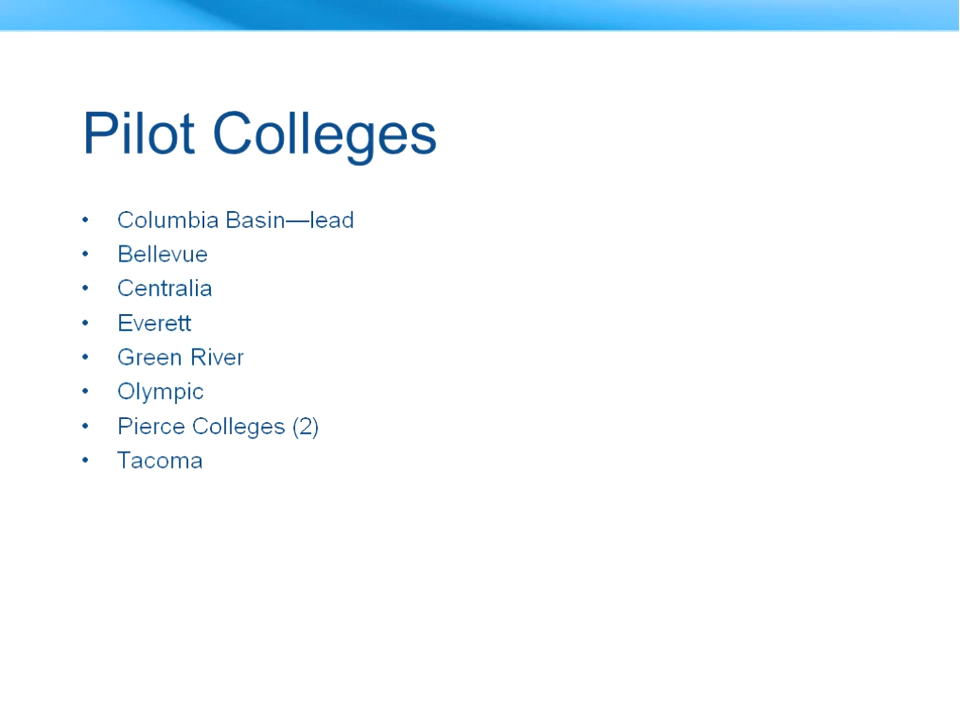 Pilot Colleges
• Columbia Basin—lead
• Bellevue
• Centralia
• Everett
• Green River
• Olympic
• Pierce Colleges (2)
• Tacoma